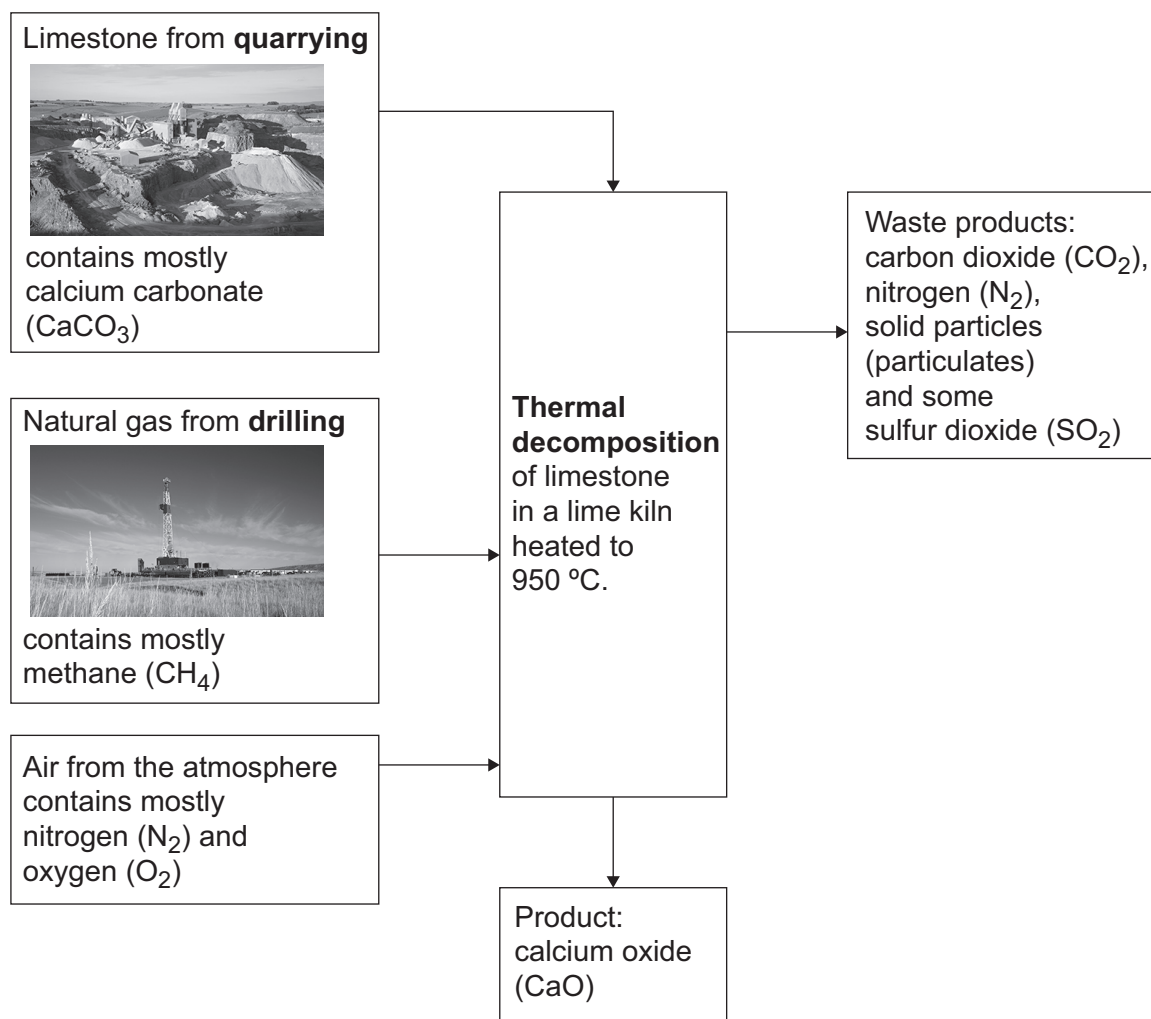 Limestone from quarrying
contains mostly
calcium carbonate
(CaCO3)
Natural gas from drilling
contains mostly
methane (CH4)
Air from the atmosphere
contains mostly
nitrogen (N2) and
oxygen (O2)
Thermal
decomposition
of limestone
in a lime kiln
heated to
950 ºC.
Waste products:
carbon dioxide (CO2),
nitrogen (N2),
solid particles
(particulates)
and some
sulfur dioxide (SO2)
Product:
calcium oxide
(CaO)